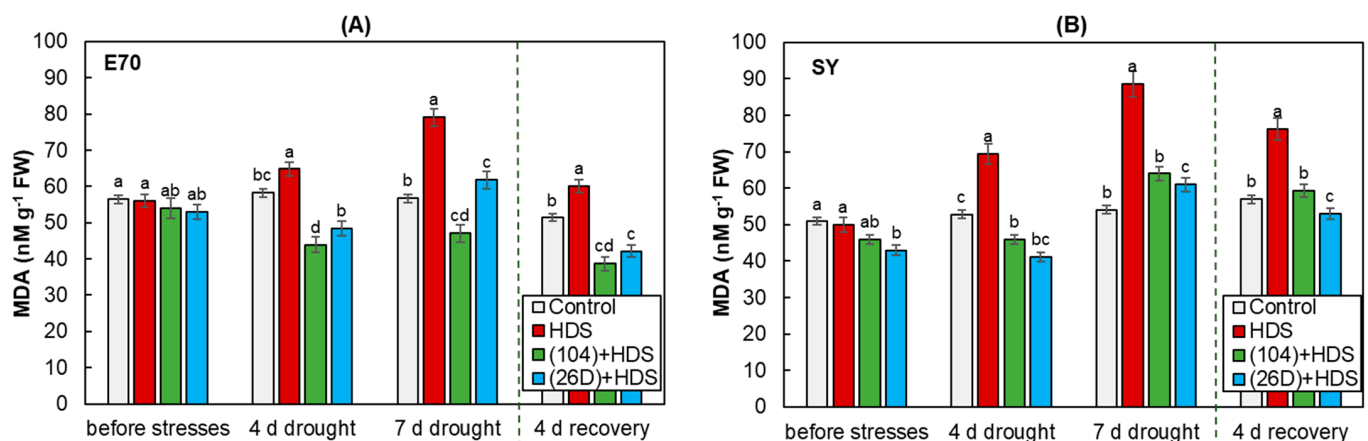 (A)
E70
MDA (nM g⁻¹ FW)
100
90
80
70
60
50
40
30
20
10
0
a
a
ab
ab
bc
a
d
b
b
a
cd
c
b
a
cd
c
Control
HDS
(104)+HDS
(26D)+HDS
before stresses
4 d drought
7 d drought
4 d recovery
(B)
SY
MDA (nM g⁻¹ FW)
100
90
80
70
60
50
40
30
20
10
0
a
a
ab
b
c
a
b
bc
b
a
b
c
b
a
b
c
Control
HDS
(104)+HDS
(26D)+HDS
before stresses
4 d drought
7 d drought
4 d recovery